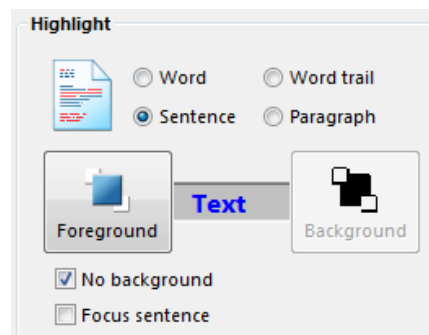 Highlight
Word Word trail
Sentence Paragraph
Text
Foreground Background
No background
Focus sentence